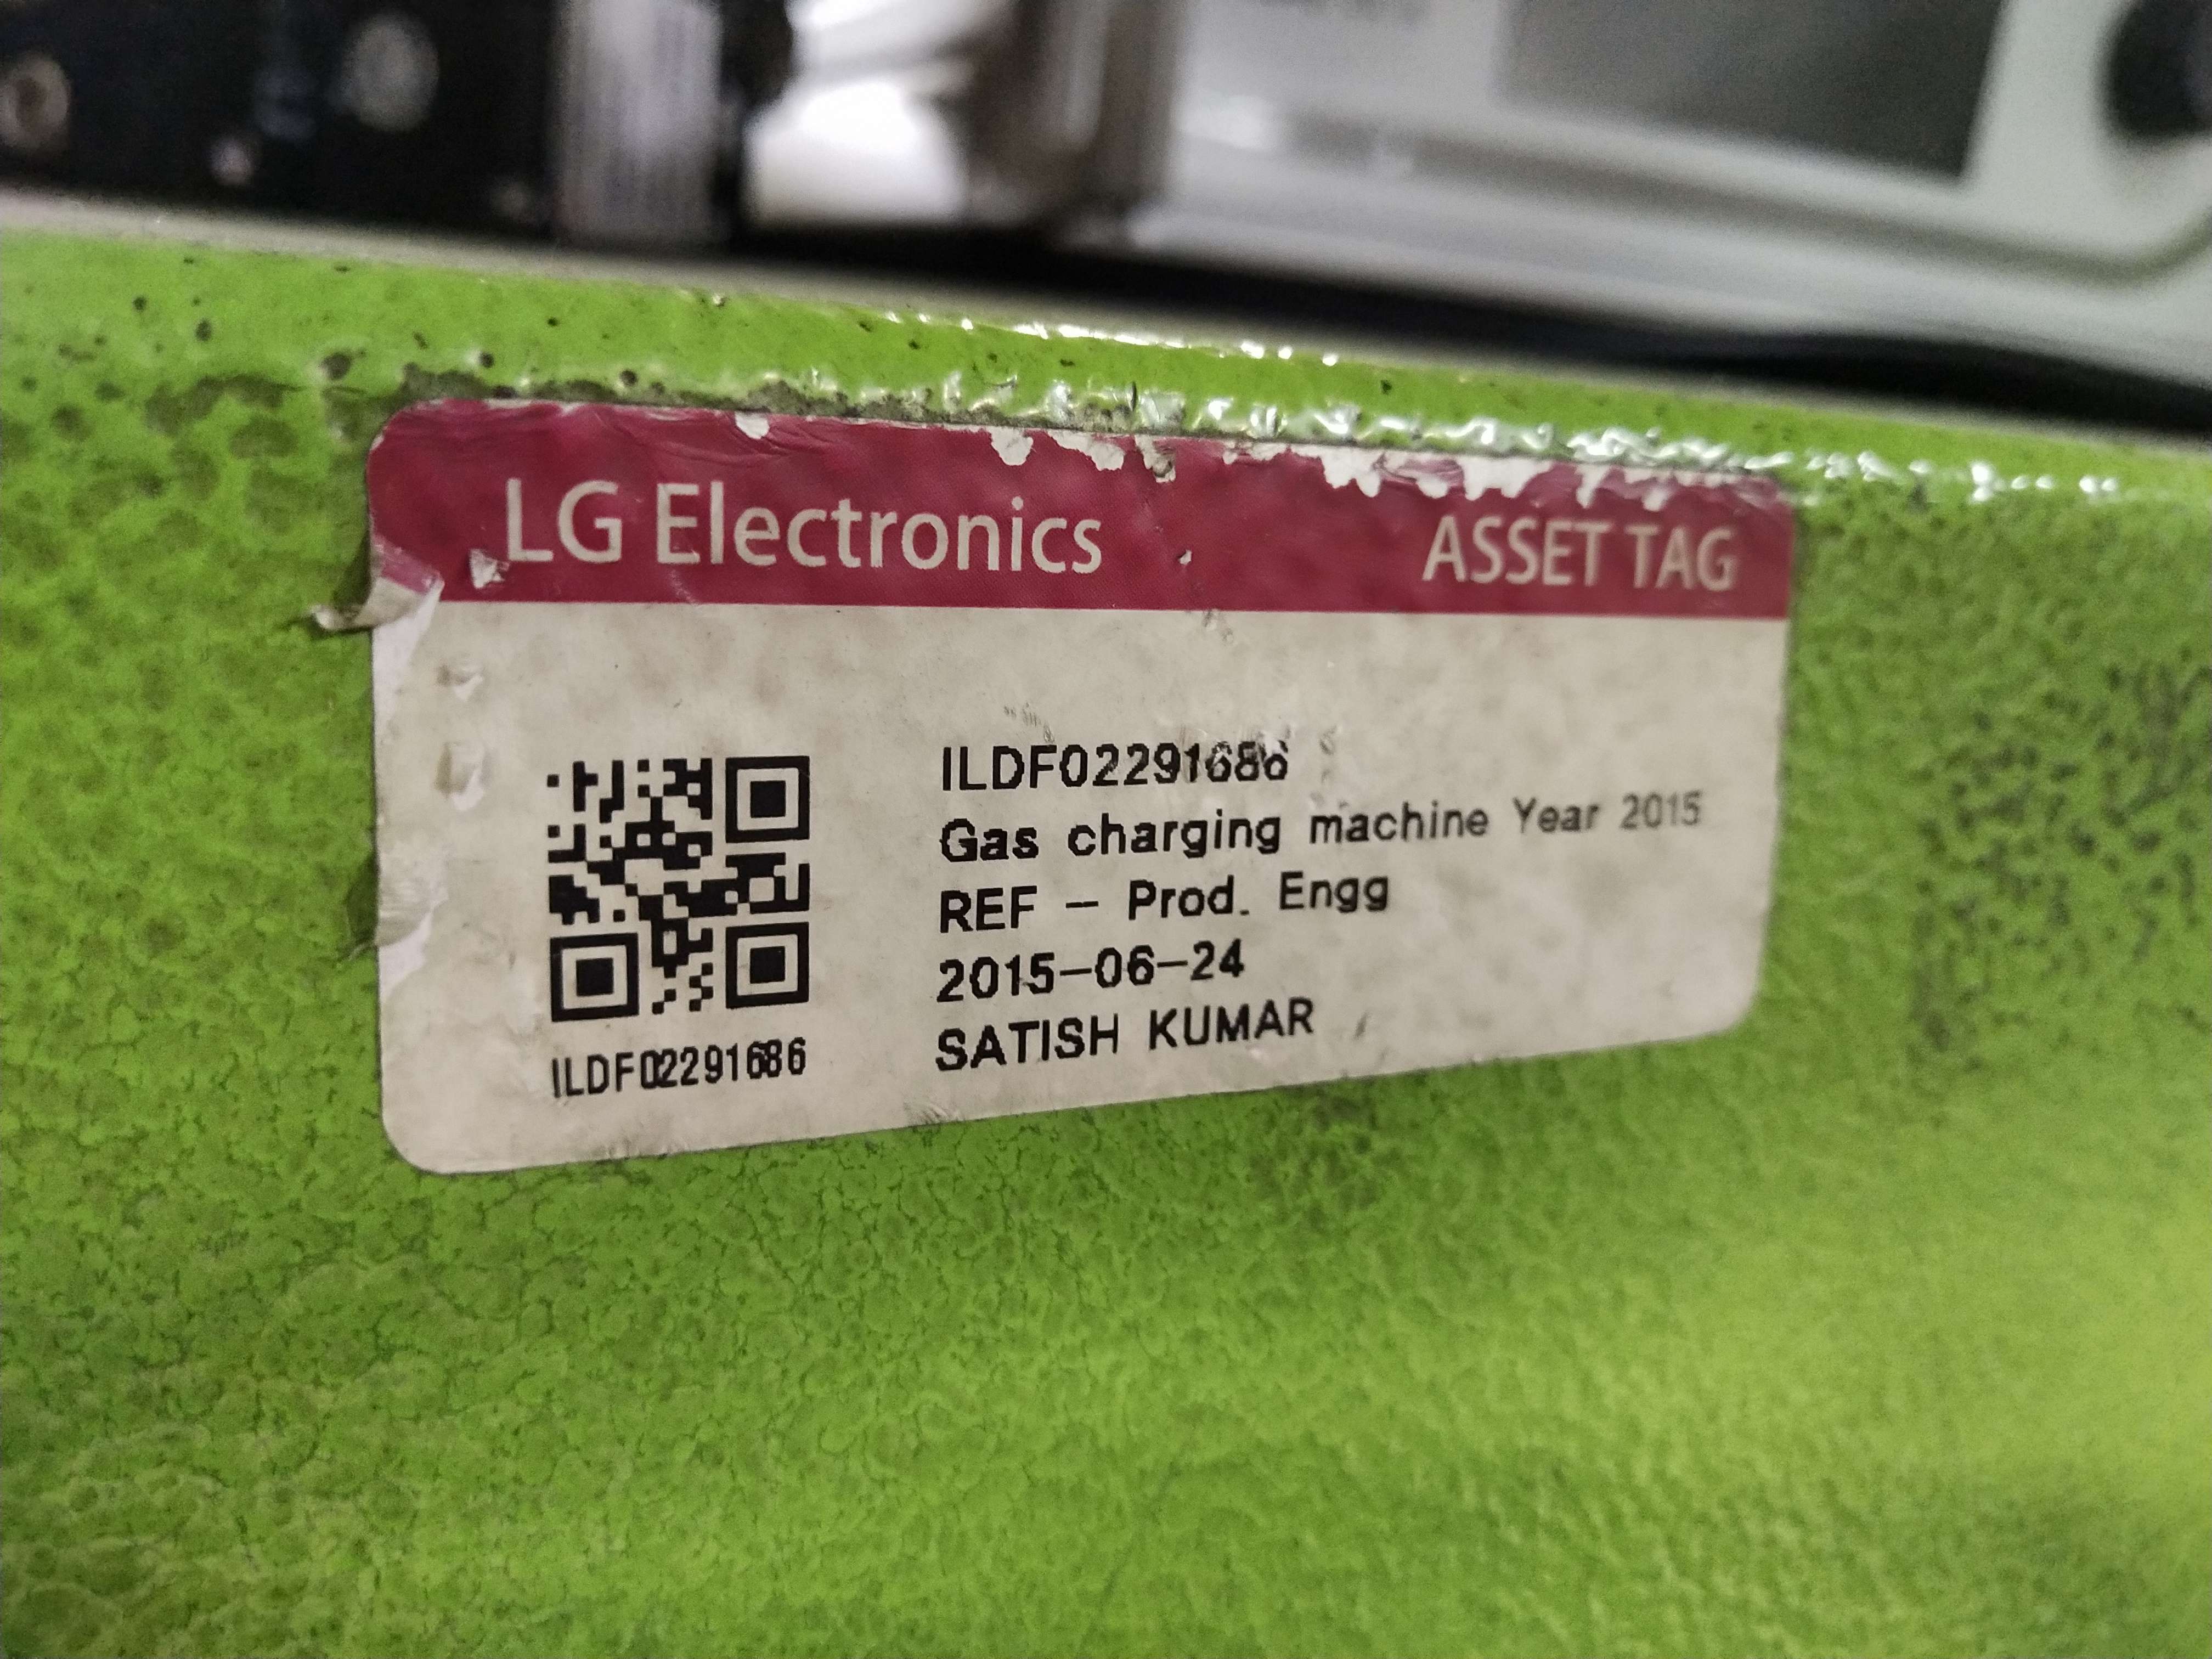 LG Electronics ASSET TAG
ILDF02291686
Gas charging machine Year 2015
REF - Prod. Engg
2015-06-24
SATISH KUMAR
ILDF02291686